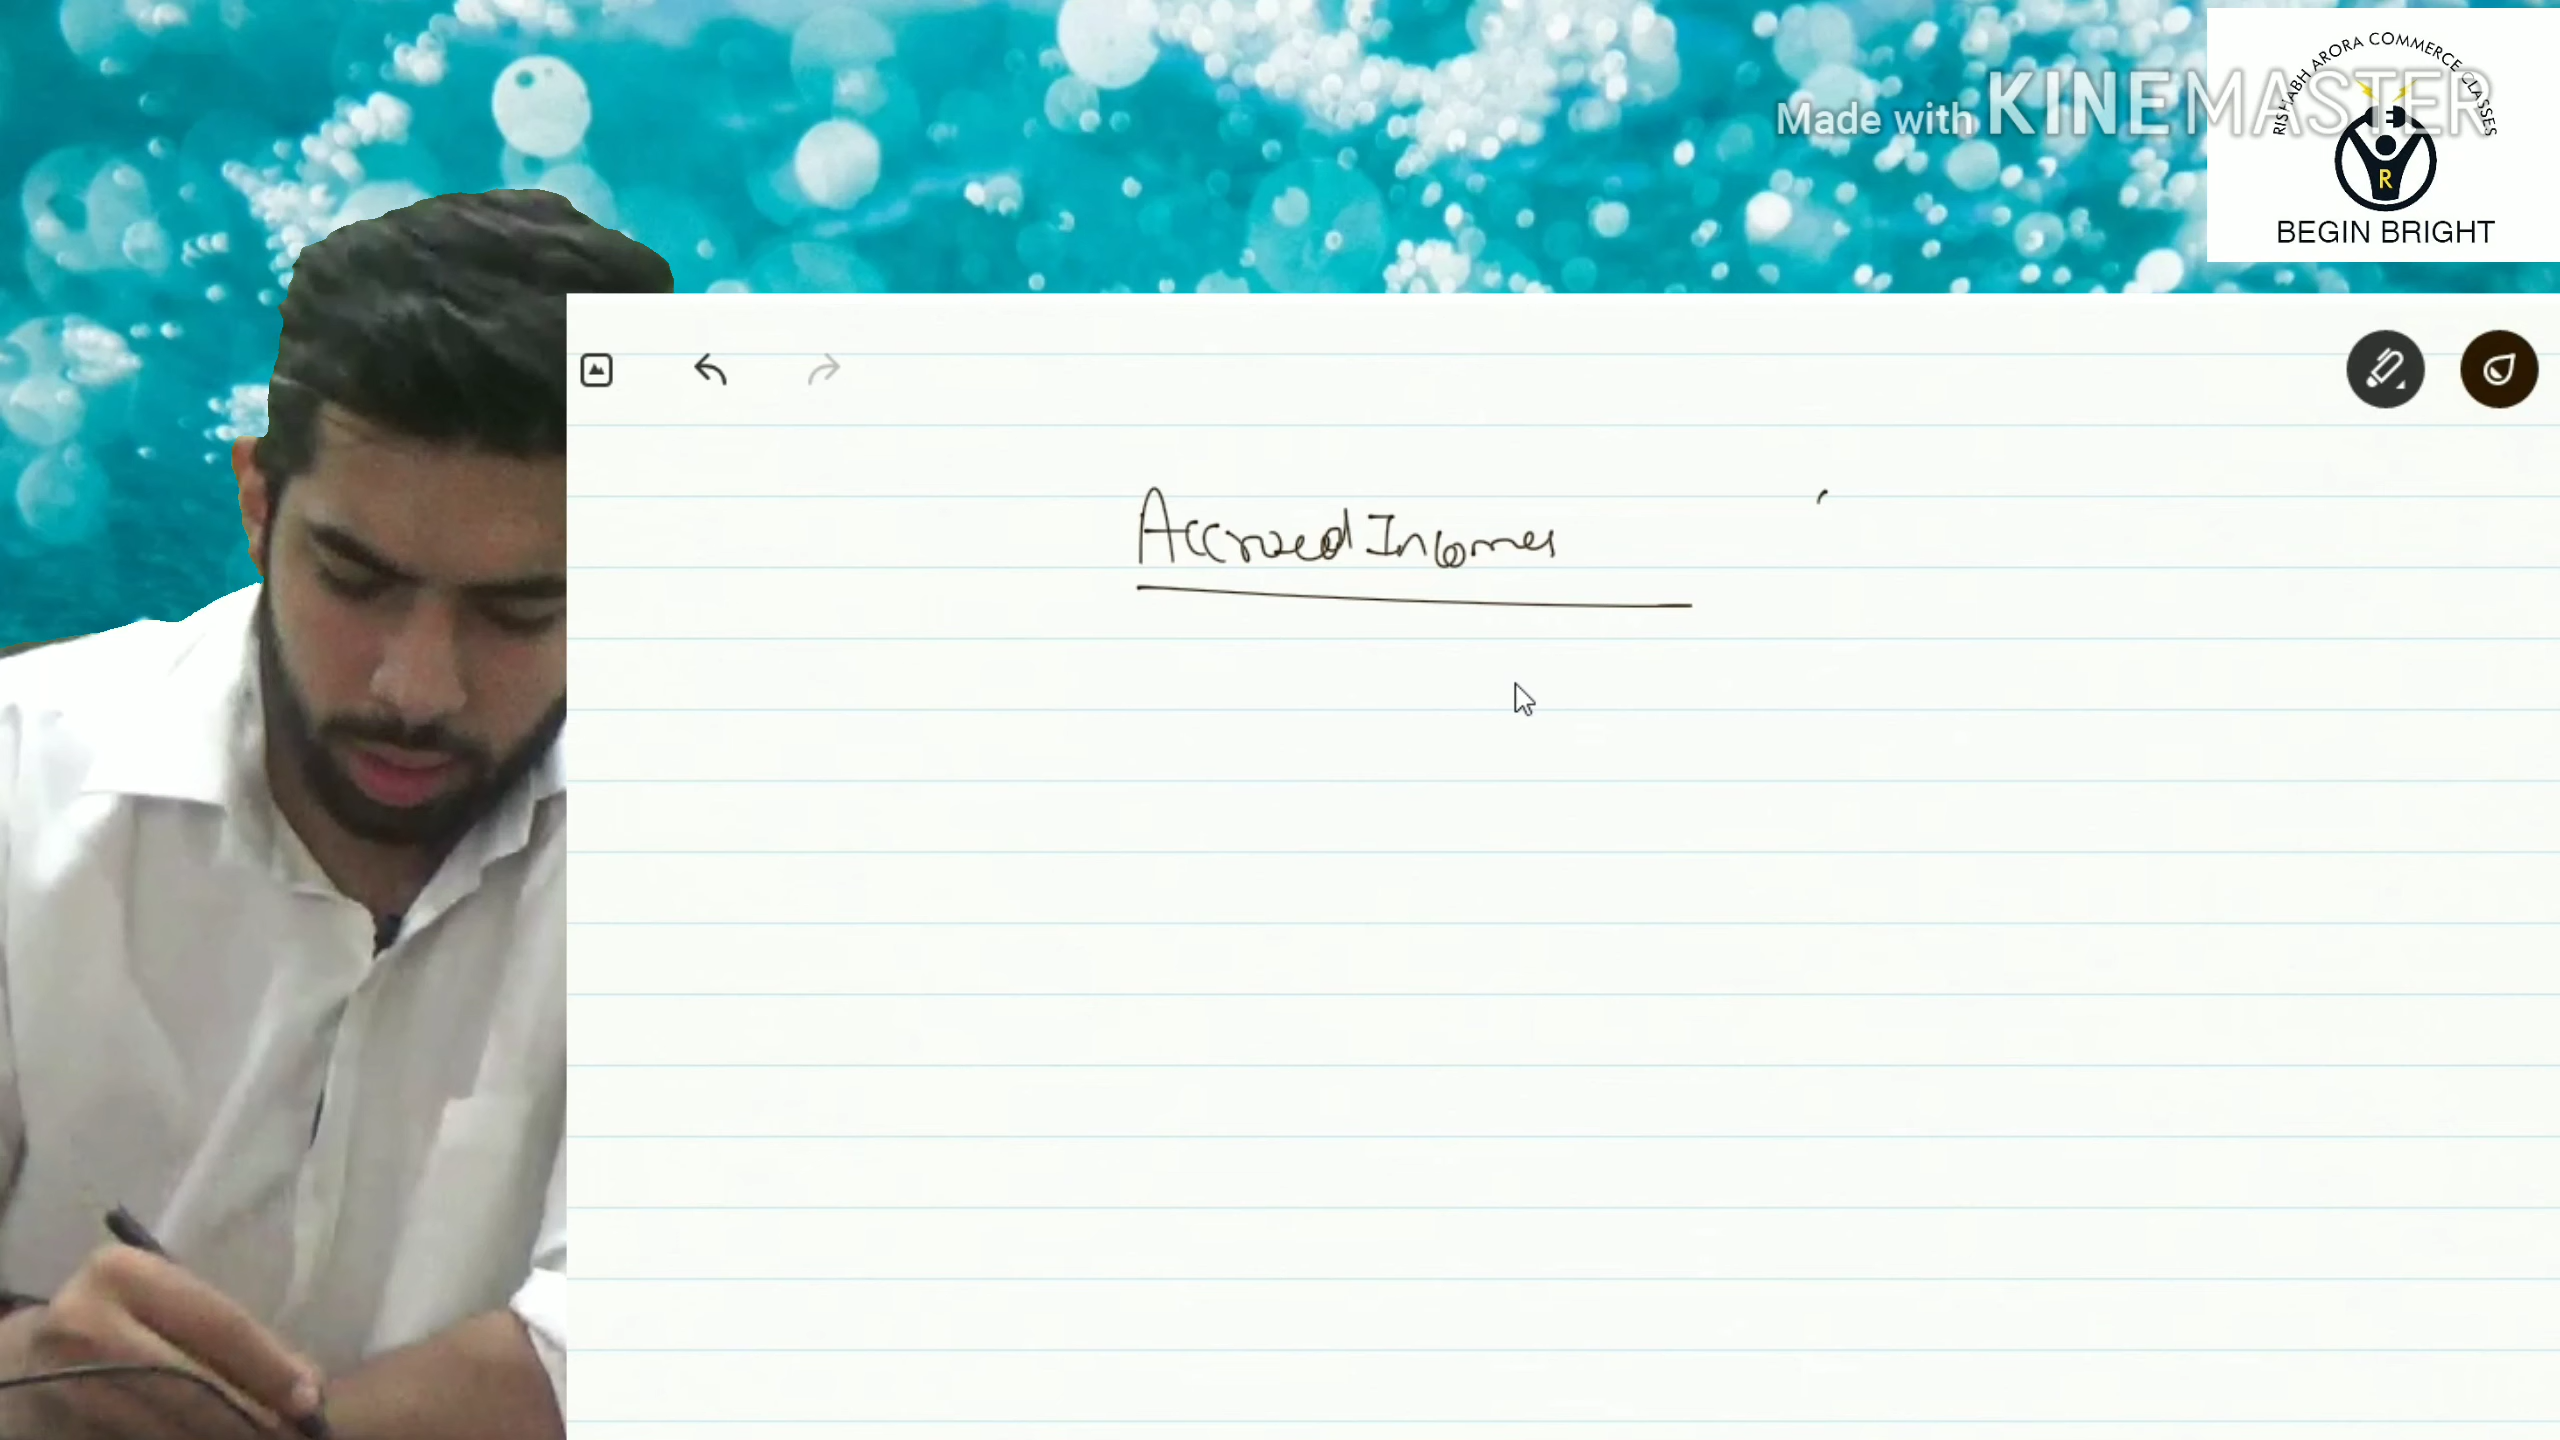 RISHABH ARORA COMMERCE CLASSES
Made with KINEMASTER
R
BEGIN BRIGHT
Accrued Incomes